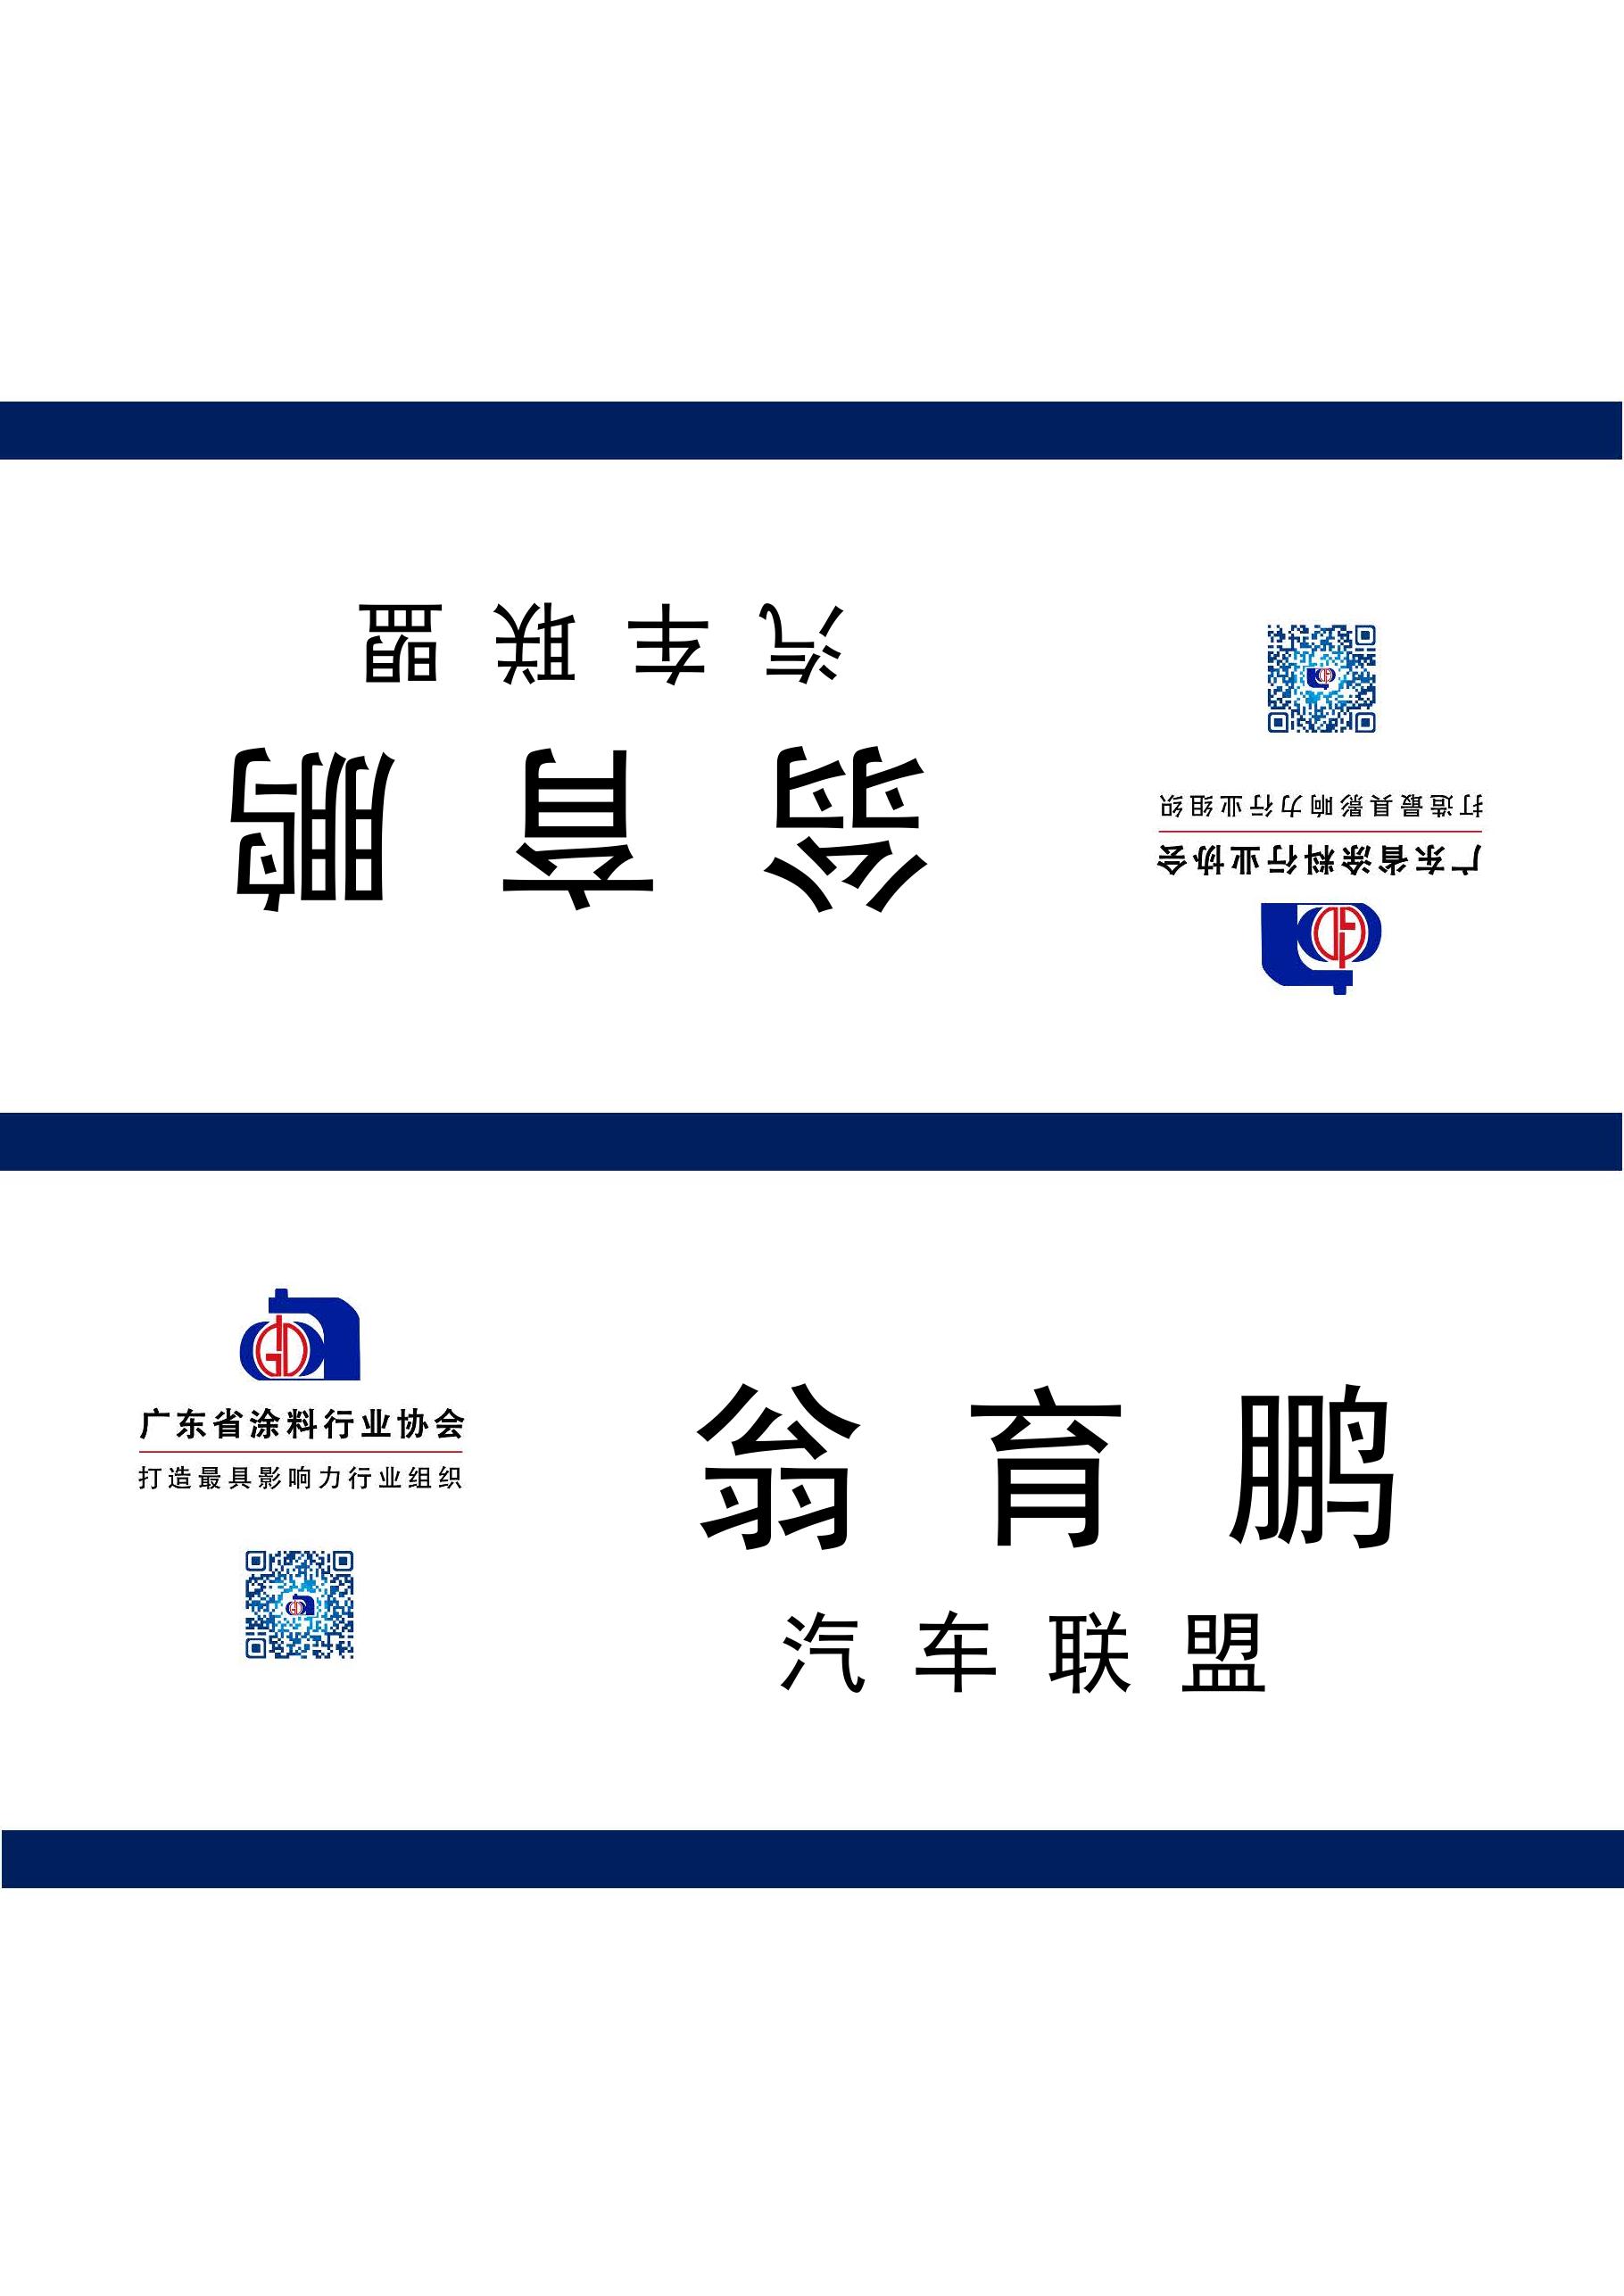 汽车联盟
翁育鹏
打造最具影响力行业组织
广东省涂料行业协会
广东省涂料行业协会
打造最具影响力行业组织
翁育鹏
汽车联盟